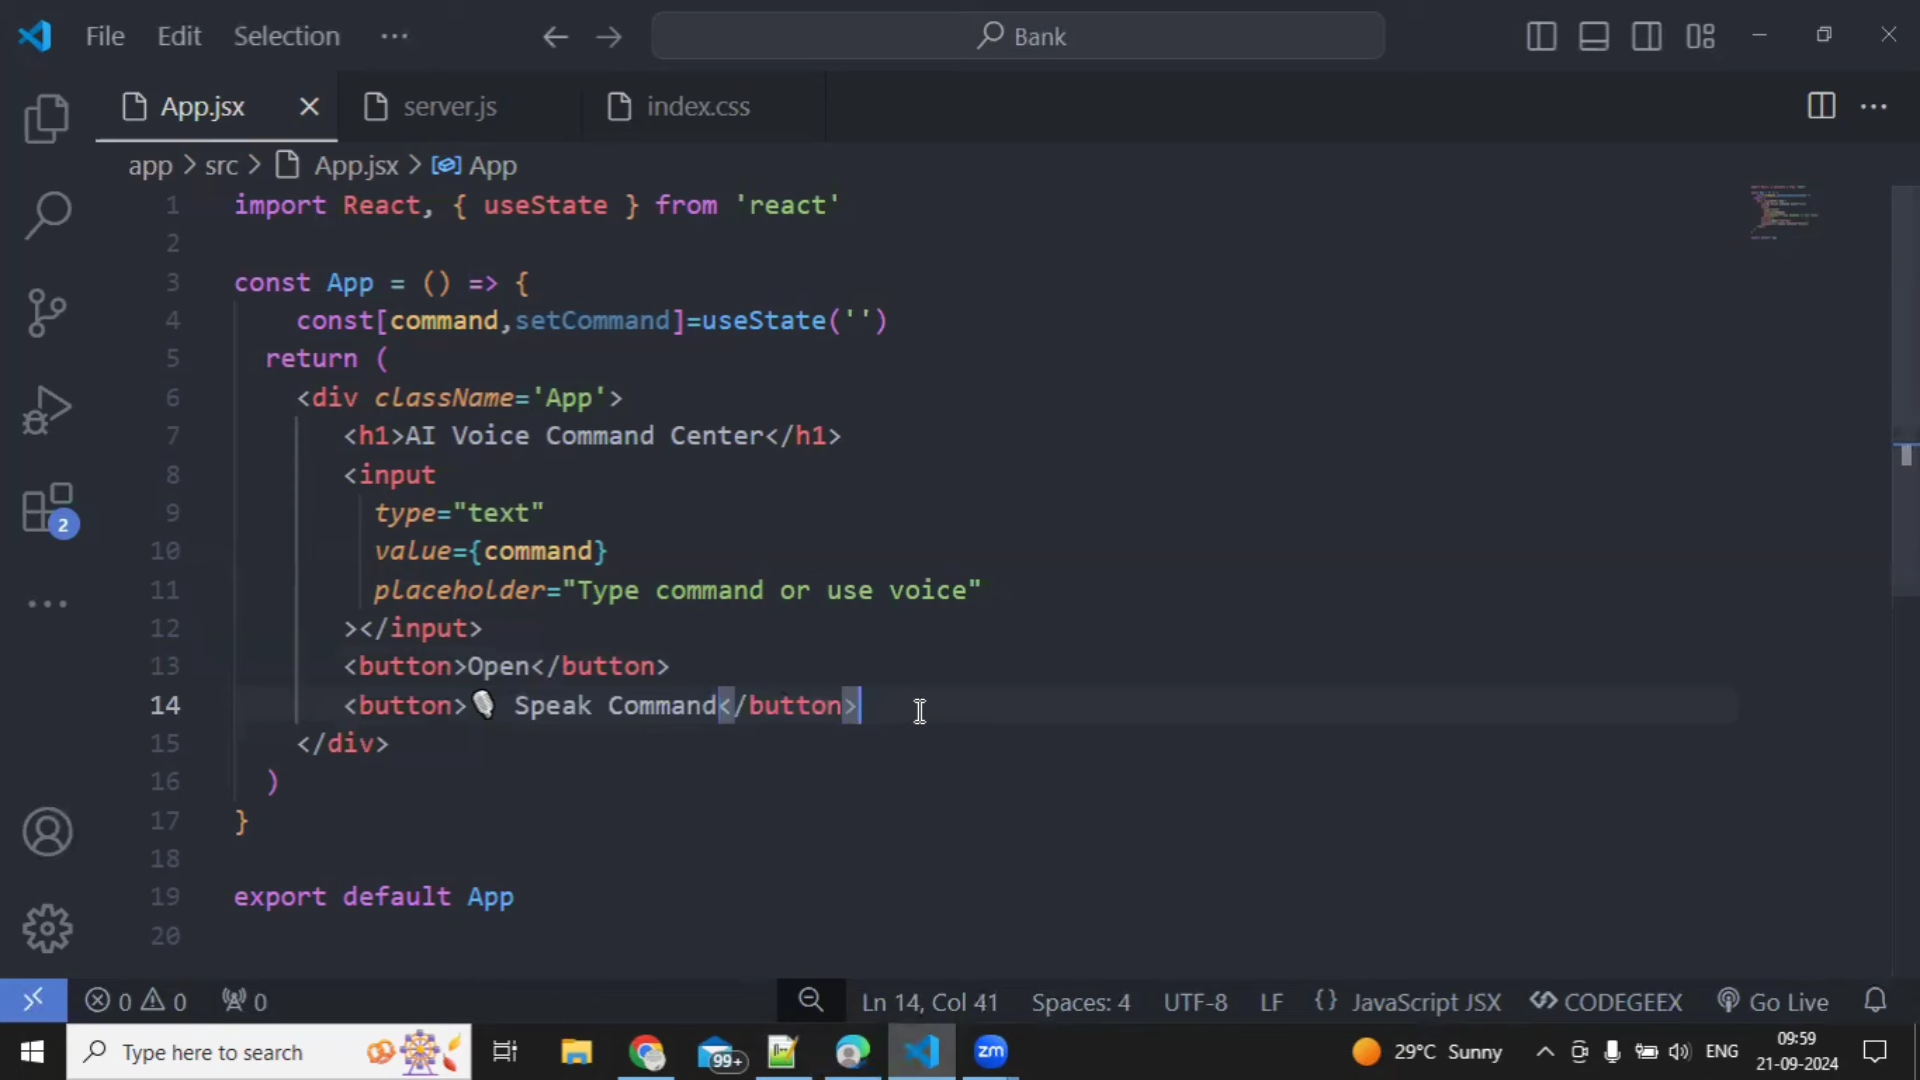 File Edit Selection ··· Bank
App.jsx server.js index.css
app > src > App.jsx > App
1 import React, { useState } from 'react'
2
3 const App = () => {
4 const[command,setCommand]=useState('')
5 return (
6 <div className='App'>
7 <h1>AI Voice Command Center</h1>
8 <input
9 type="text"
10 value={command}
11 placeholder="Type command or use voice"
12 ></input>
13 <button>Open</button>
14 <button>🎙️ Speak Command</button>
15 </div>
16 )
17 }
18
19 export default App
20
2
0 0 0 Ln 14, Col 41 Spaces: 4 UTF-8 LF {} JavaScript JSX CODEGEEX Go Live
Type here to search 99+ zm 29°C Sunny ENG 09:59
21-09-2024